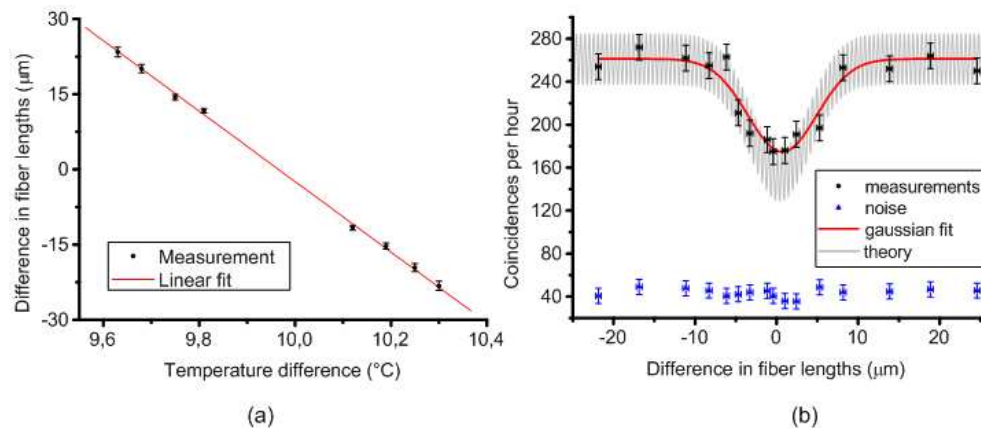 (a)
Difference in fiber lengths (μm)
30
15
0
-15
-30
Measurement
Linear fit
9,6
9,8
10,0
10,2
10,4
Temperature difference (°C)
(a)
(b)
Coincidences per hour
280
240
200
160
120
80
40
measurements
noise
gaussian fit
theory
-20
-10
0
10
20
Difference in fiber lengths (μm)
(b)